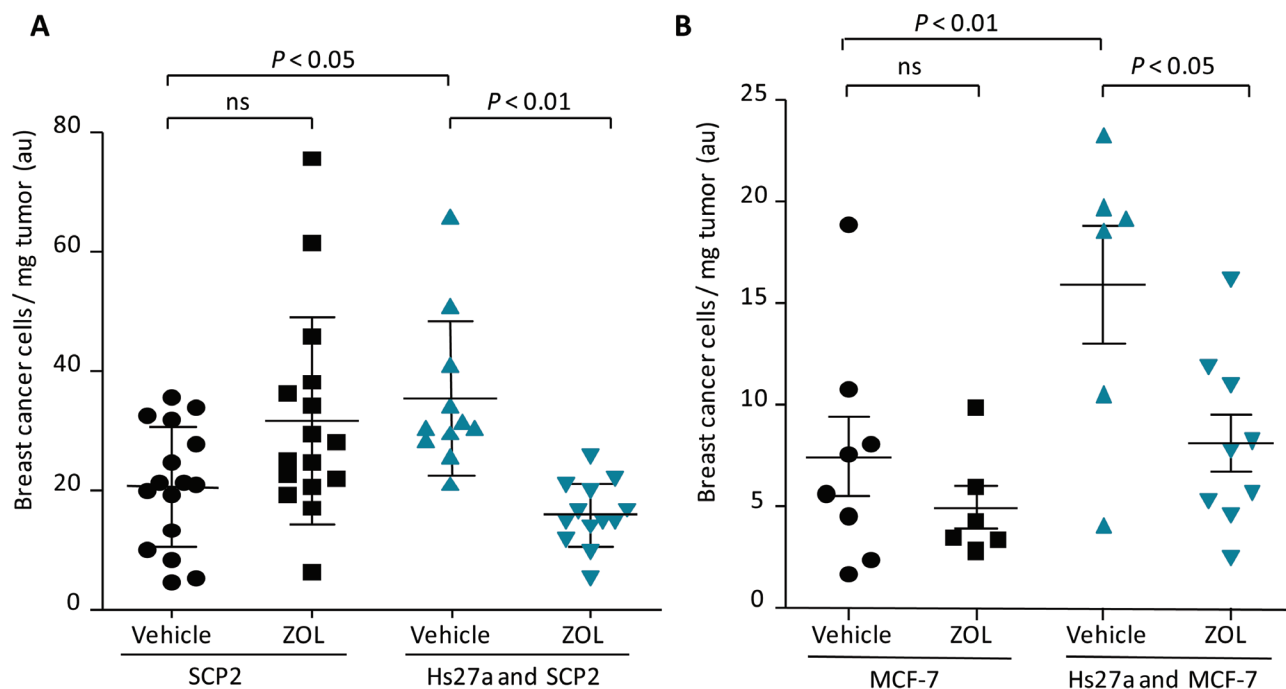 A
P < 0.05
ns
P < 0.01
Breast cancer cells / mg tumor (au)
80
60
40
20
0
Vehicle ZOL Vehicle ZOL
SCP2 Hs27a and SCP2
B
P < 0.01
ns
P < 0.05
Breast cancer cells / mg tumor (au)
25
20
15
10
5
0
Vehicle ZOL Vehicle ZOL
MCF-7 Hs27a and MCF-7